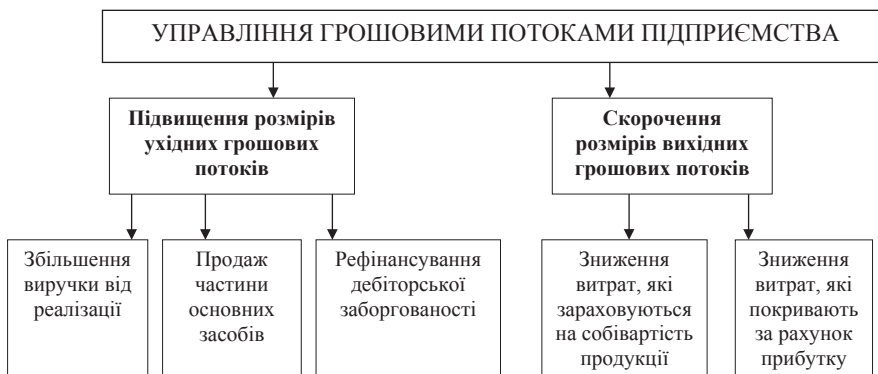 УПРАВЛІННЯ ГРОШОВИМИ ПОТОКАМИ ПІДПРИЄМСТВА
Підвищення розмірів
ухідних грошових
потоків
Скорочення
розмірів вихідних
грошових потоків
Збільшення
виручки від
реалізації
Продаж
частини
основних
засобів
Рефінансування
дебіторської
заборгованості
Зниження
витрат, які
зараховуються
на собівартість
продукції
Зниження
витрат, які
покривають
за рахунок
прибутку